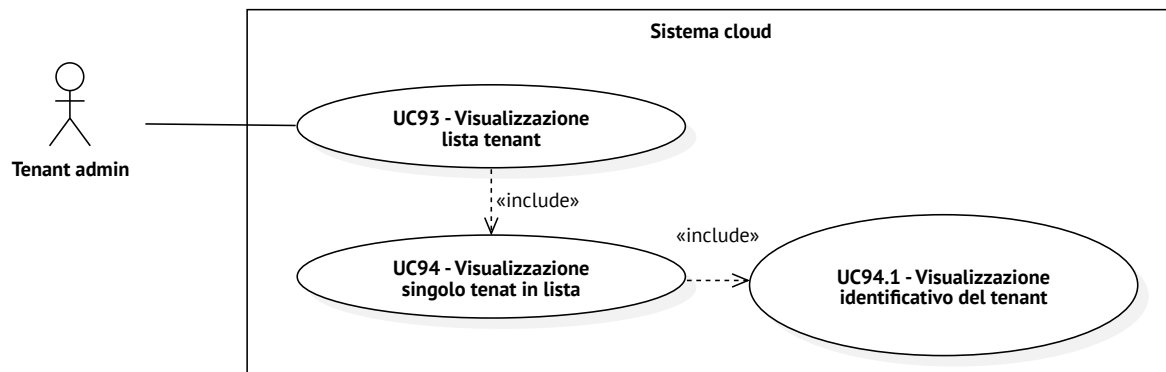 Sistema cloud
UC93 - Visualizzazione
lista tenant
Tenant admin
«include»
«include»
UC94 - Visualizzazione
singolo tenat in lista
UC94.1 - Visualizzazione
identificativo del tenant